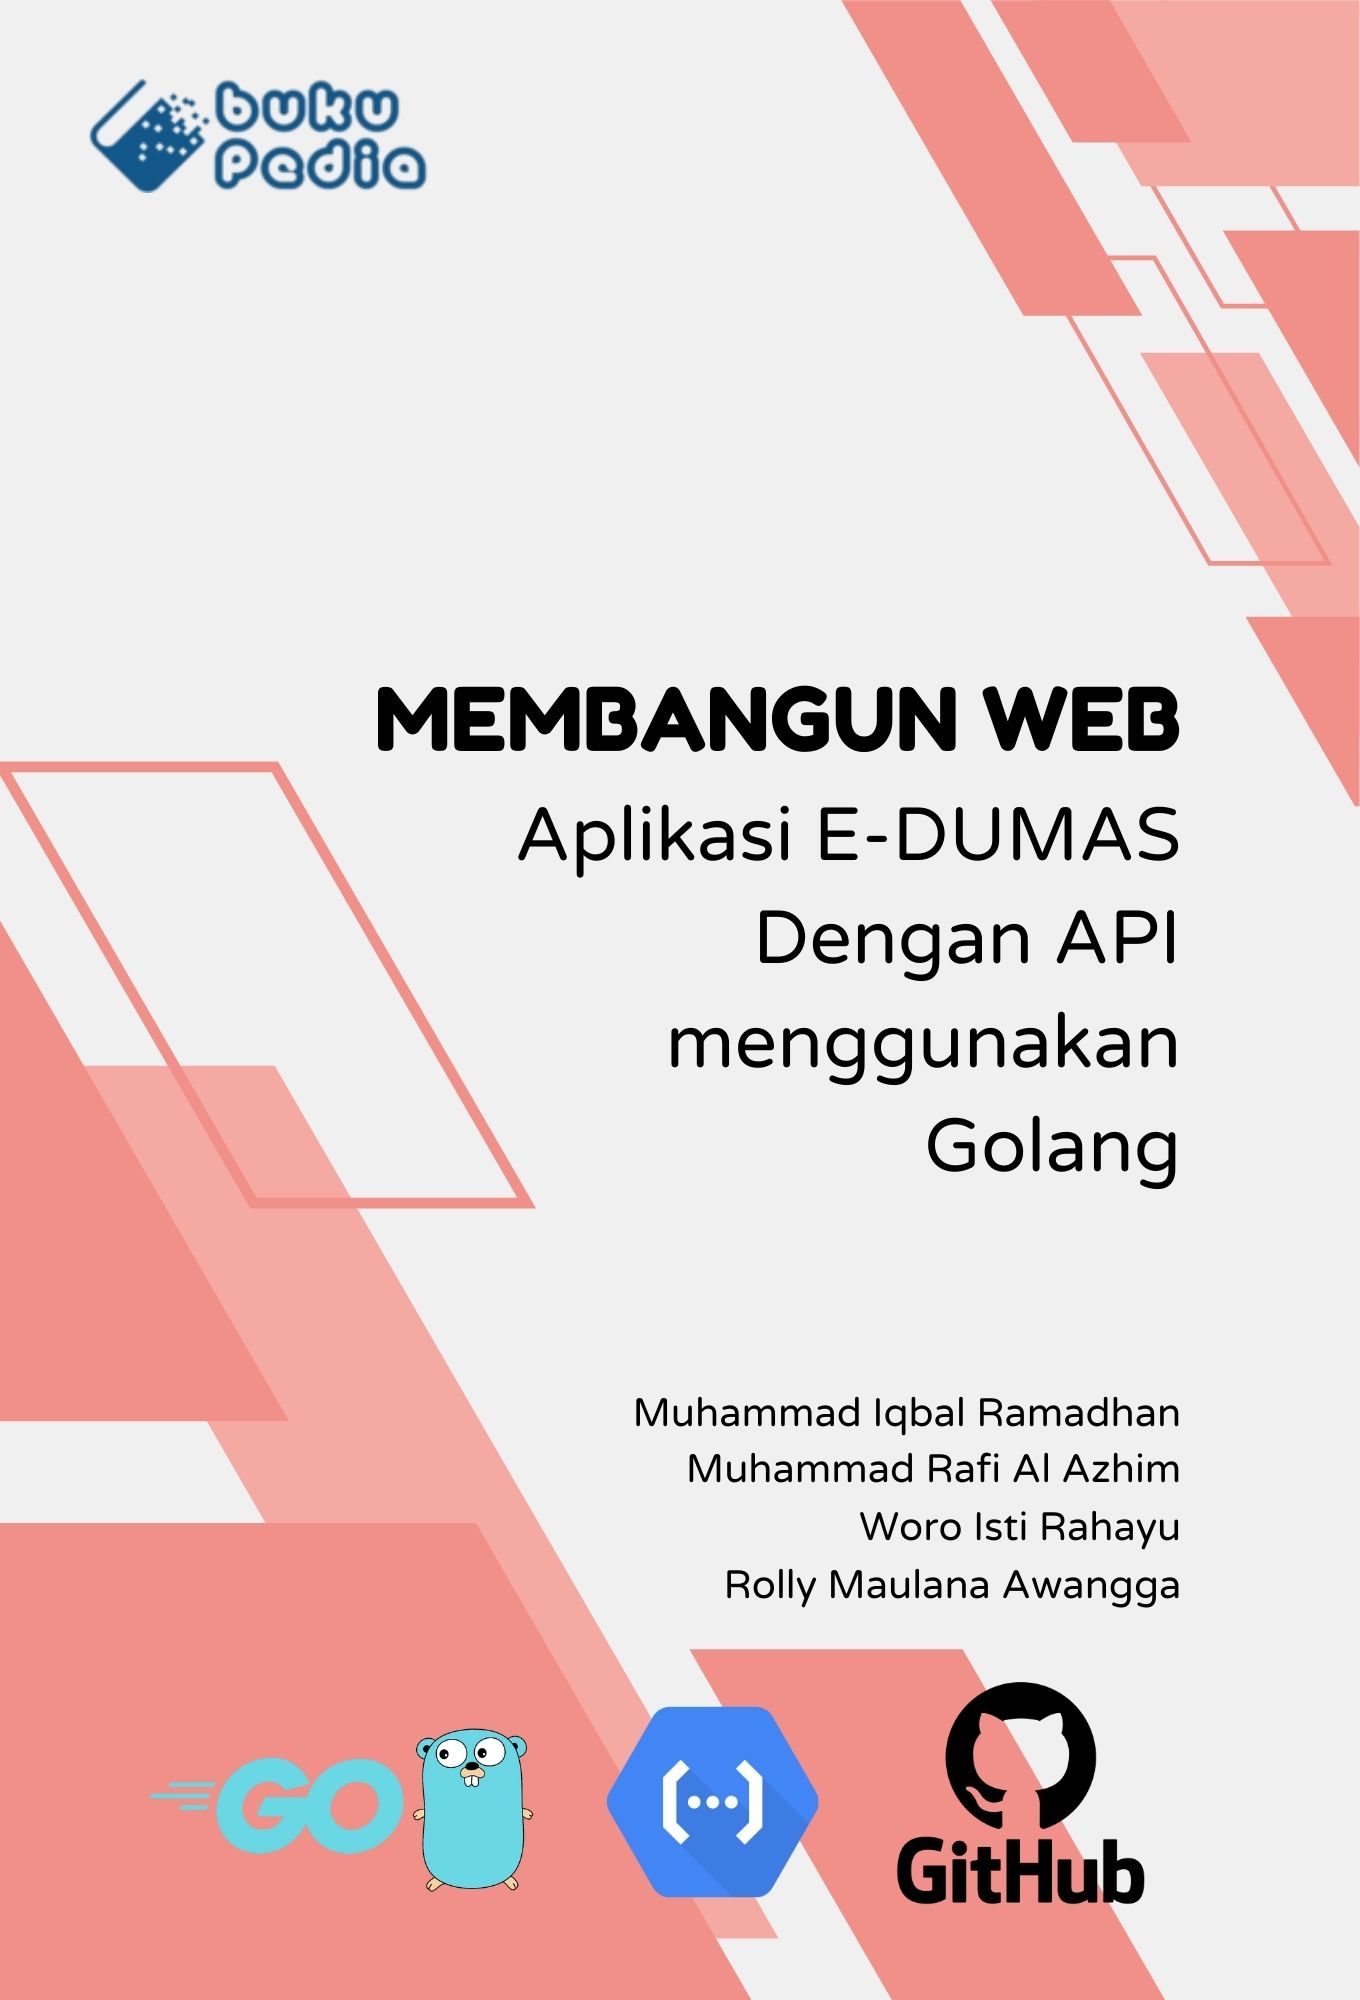 buku
Pedia
MEMBANGUN WEB
Aplikasi E-DUMAS
Dengan API
menggunakan
Golang
Muhammad Iqbal Ramadhan
Muhammad Rafi Al Azhim
Woro Isti Rahayu
Rolly Maulana Awangga
GO
GitHub